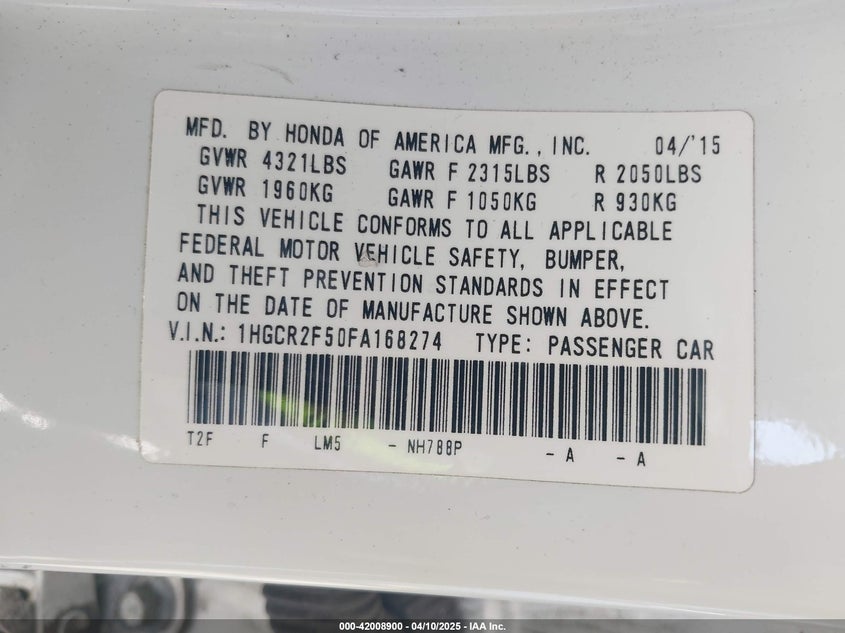 MFD. BY HONDA OF AMERICA MFG., INC. 04/'15
GVWR 4321LBS GAWR F 2315LBS R 2050LBS
GVWR 1960KG GAWR F 1050KG R 930KG
THIS VEHICLE CONFORMS TO ALL APPLICABLE
FEDERAL MOTOR VEHICLE SAFETY, BUMPER,
AND THEFT PREVENTION STANDARDS IN EFFECT
ON THE DATE OF MANUFACTURE SHOWN ABOVE.
V.I.N.: 1HGCR2F50FA168274 TYPE: PASSENGER CAR
T2F F LM5 - NH788P - A - A
000-42008900 - 04/10/2025 - IAA Inc.